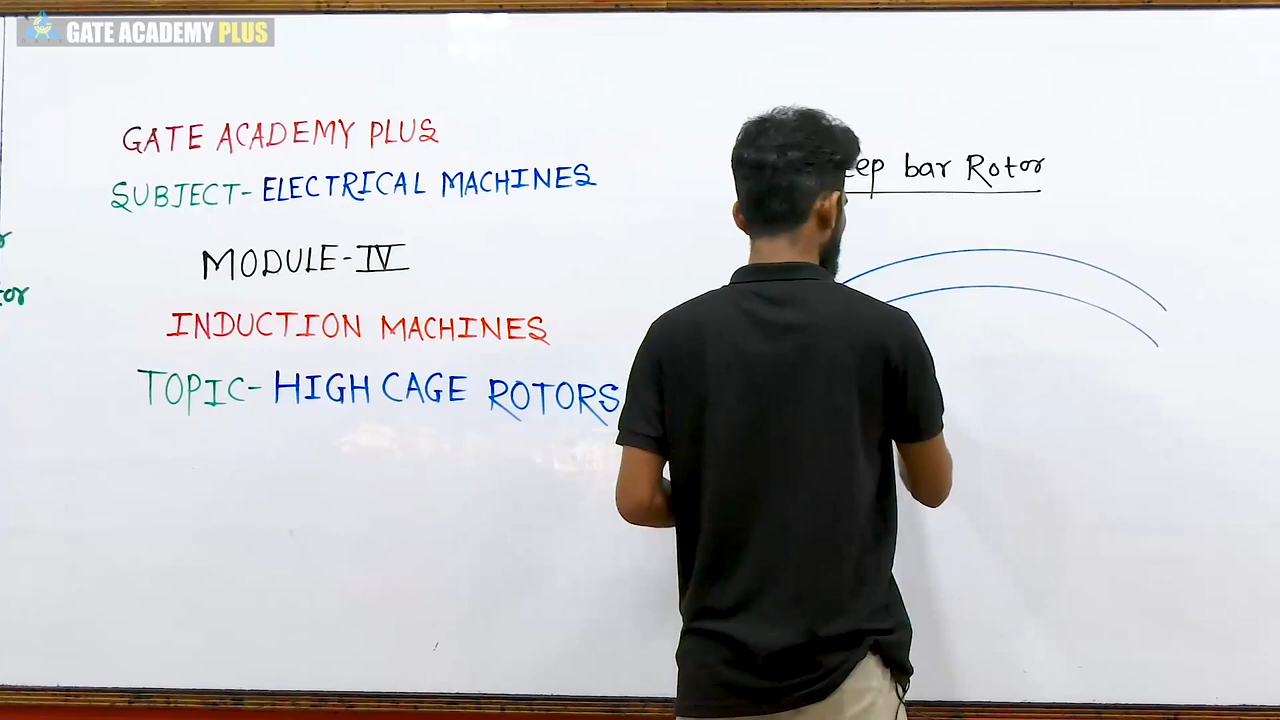 GATE ACADEMY PLUS
GATE ACADEMY PLUS
SUBJECT- ELECTRICAL MACHINES
MODULE-IV
INDUCTION MACHINES
TOPIC- HIGH CAGE ROTORS
bar Rotor